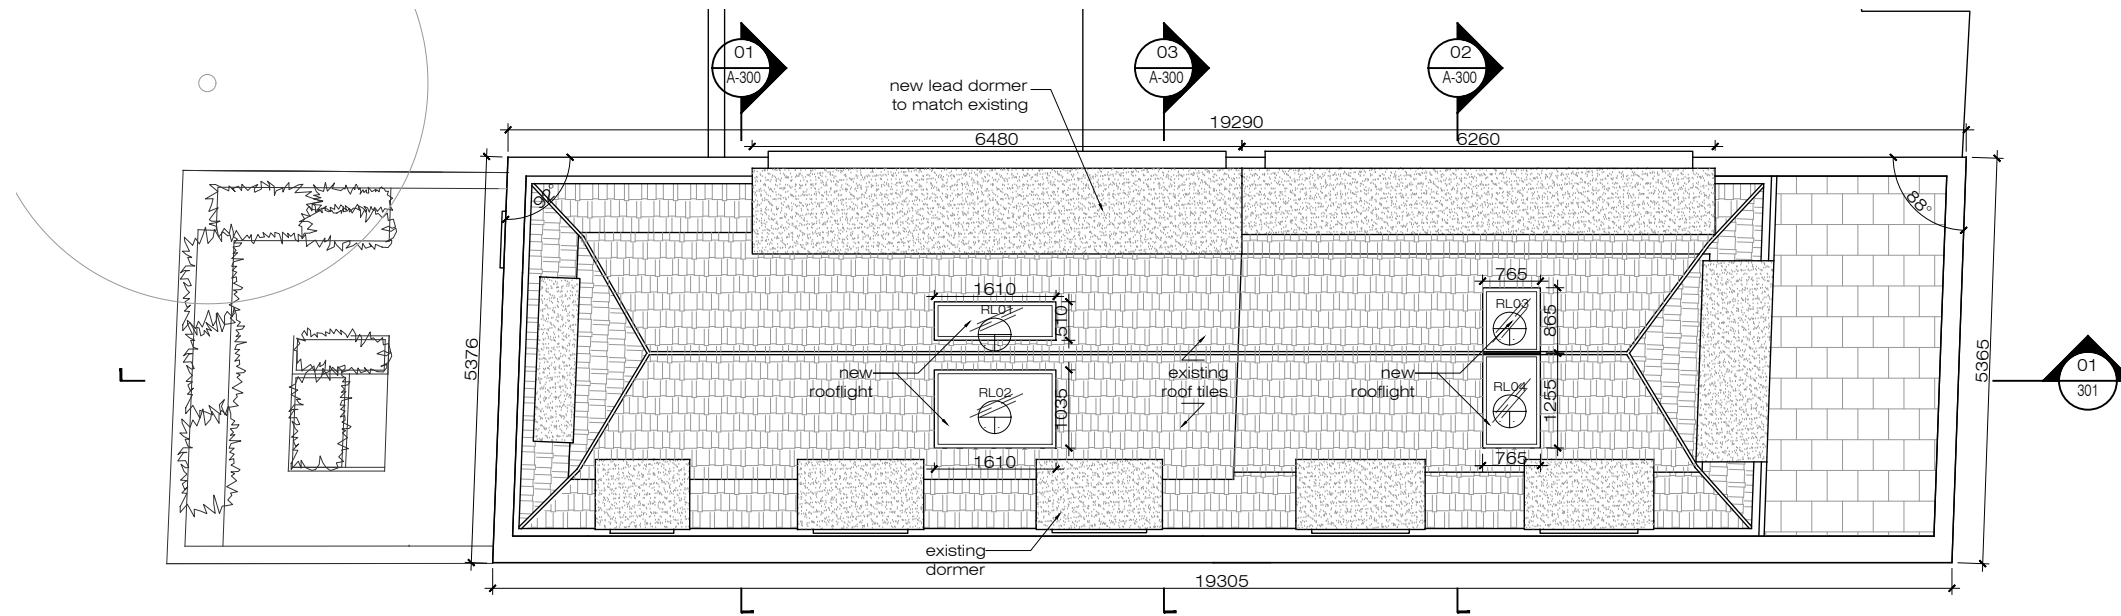 01
A-300
03
A-300
02
A-300
new lead dormer
to match existing
19290
6480
6260
88°
1610
RL01
510
765
RL03
865
5376
new
rooflight
existing
roof tiles
new
rooflight
RL02
1035
RL04
1255
5365
01
301
1610
765
existing
dormer
19305